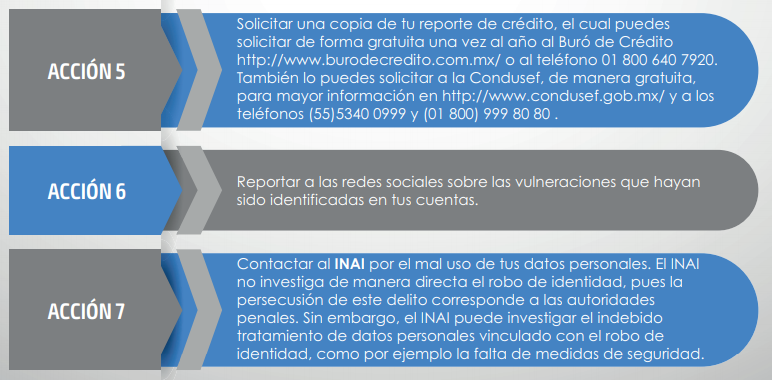 ACCIÓN 5
Solicitar una copia de tu reporte de crédito, el cual puedes
solicitar de forma gratuita una vez al año al Buró de Crédito
http://www.burodecredito.com.mx/ o al teléfono 01 800 640 7920.
También lo puedes solicitar a la Condusef, de manera gratuita,
para mayor información en http://www.condusef.gob.mx/ y a los
teléfonos (55)5340 0999 y (01 800) 999 80 80 .
ACCIÓN 6
Reportar a las redes sociales sobre las vulneraciones que hayan
sido identificadas en tus cuentas.
ACCIÓN 7
Contactar al INAI por el mal uso de tus datos personales. El INAI
no investiga de manera directa el robo de identidad, pues la
persecusión de este delito corresponde a las autoridades
penales. Sin embargo, el INAI puede investigar el indebido
tratamiento de datos personales vinculado con el robo de
identidad, como por ejemplo la falta de medidas de seguridad.